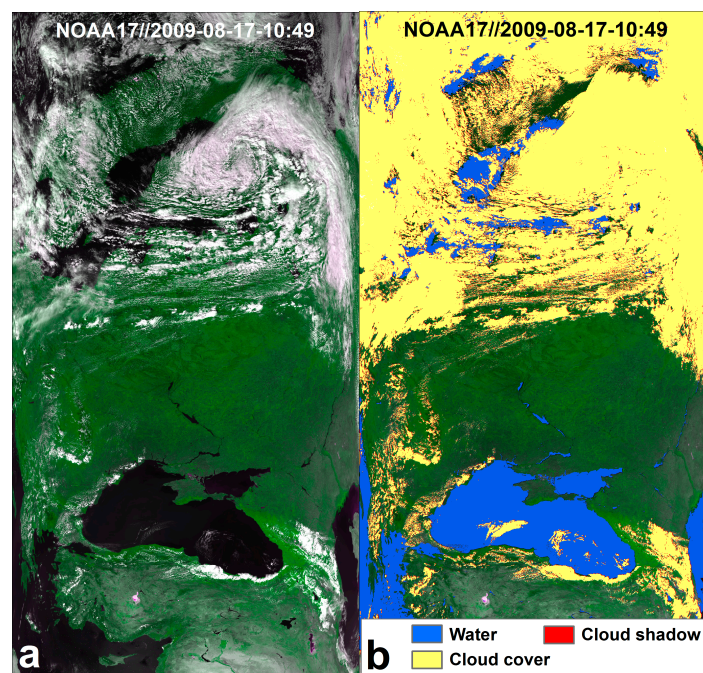 NOAA17//2009-08-17-10:49
NOAA17//2009-08-17-10:49
a
b
Water
Cloud shadow
Cloud cover